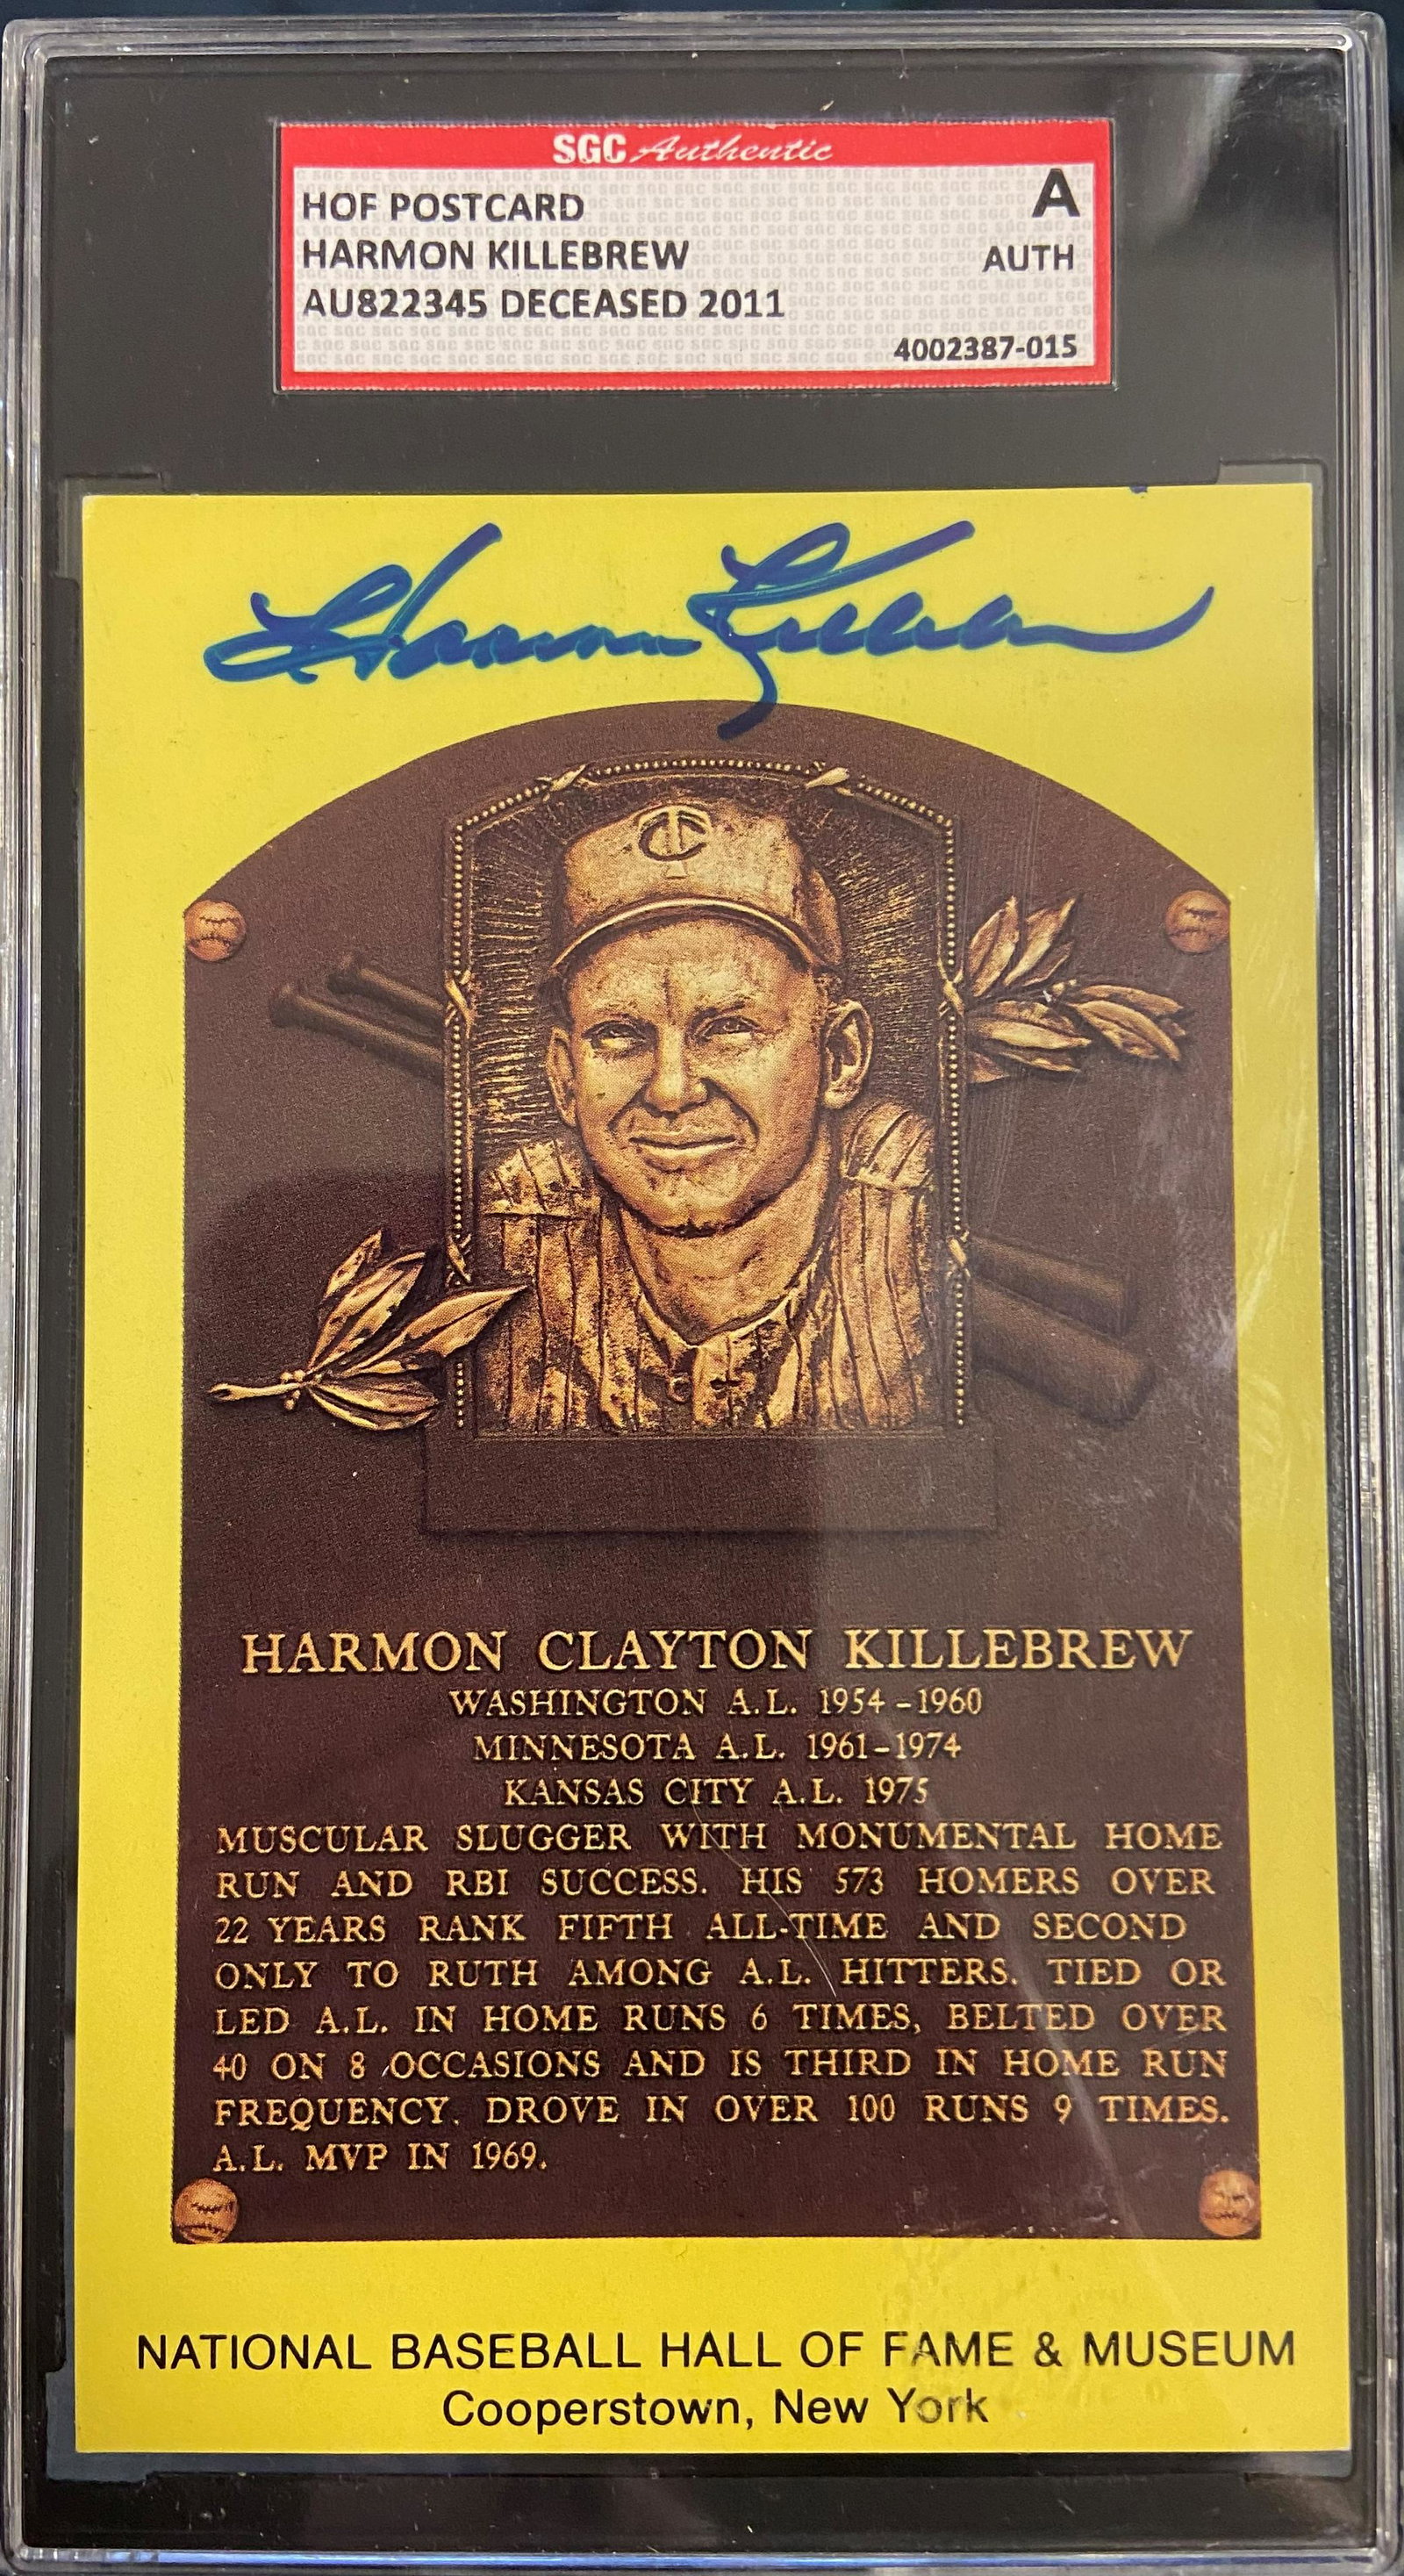 SGC Authentic
HOF POSTCARD
A
HARMON KILLEBREW
AUTH
AU822345 DECEASED 2011
4002387-015
Harmon Killebrew
TC
HARMON CLAYTON KILLEBREW
WASHINGTON A.L. 1954-1960
MINNESOTA A.L. 1961-1974
KANSAS CITY A.L. 1975
MUSCULAR SLUGGER WITH MONUMENTAL HOME
RUN AND RBI SUCCESS. HIS 573 HOMERS OVER
22 YEARS RANK FIFTH ALL-TIME AND SECOND
ONLY TO RUTH AMONG A.L. HITTERS. TIED OR
LED A.L. IN HOME RUNS 6 TIMES, BELTED OVER
40 ON 8 OCCASIONS AND IS THIRD IN HOME RUN
FREQUENCY. DROVE IN OVER 100 RUNS 9 TIMES.
A.L. MVP IN 1969.
NATIONAL BASEBALL HALL OF FAME & MUSEUM
Cooperstown, New York